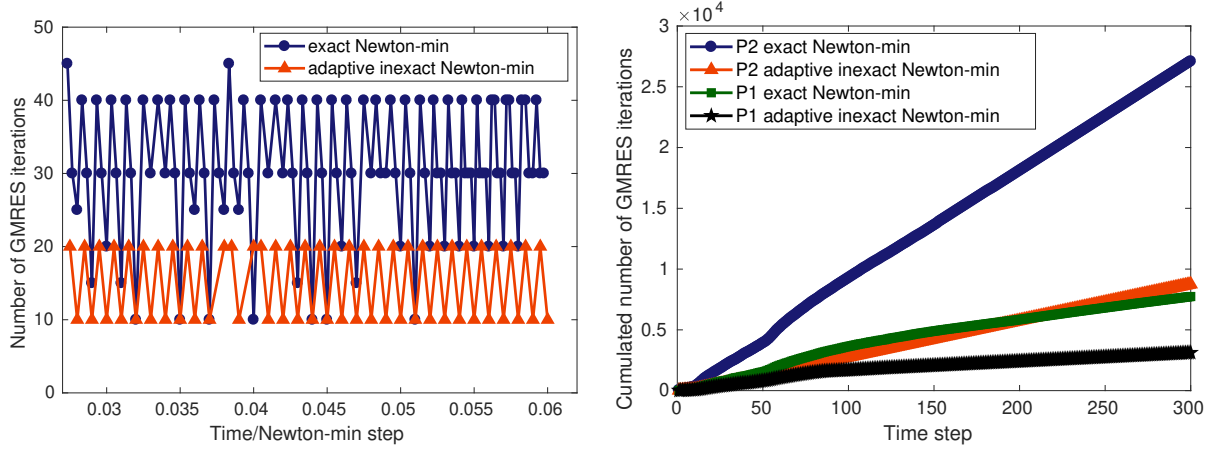 50
40
30
20
10
0
0.03
0.035
0.04
0.045
0.05
0.055
0.06
Number of GMRES iterations
Time/Newton-min step
exact Newton-min
adaptive inexact Newton-min
×10⁴
3
2.5
2
1.5
1
0.5
0
1
50
100
150
200
250
300
Cumulated number of GMRES iterations
Time step
P2 exact Newton-min
P2 adaptive inexact Newton-min
P1 exact Newton-min
P1 adaptive inexact Newton-min